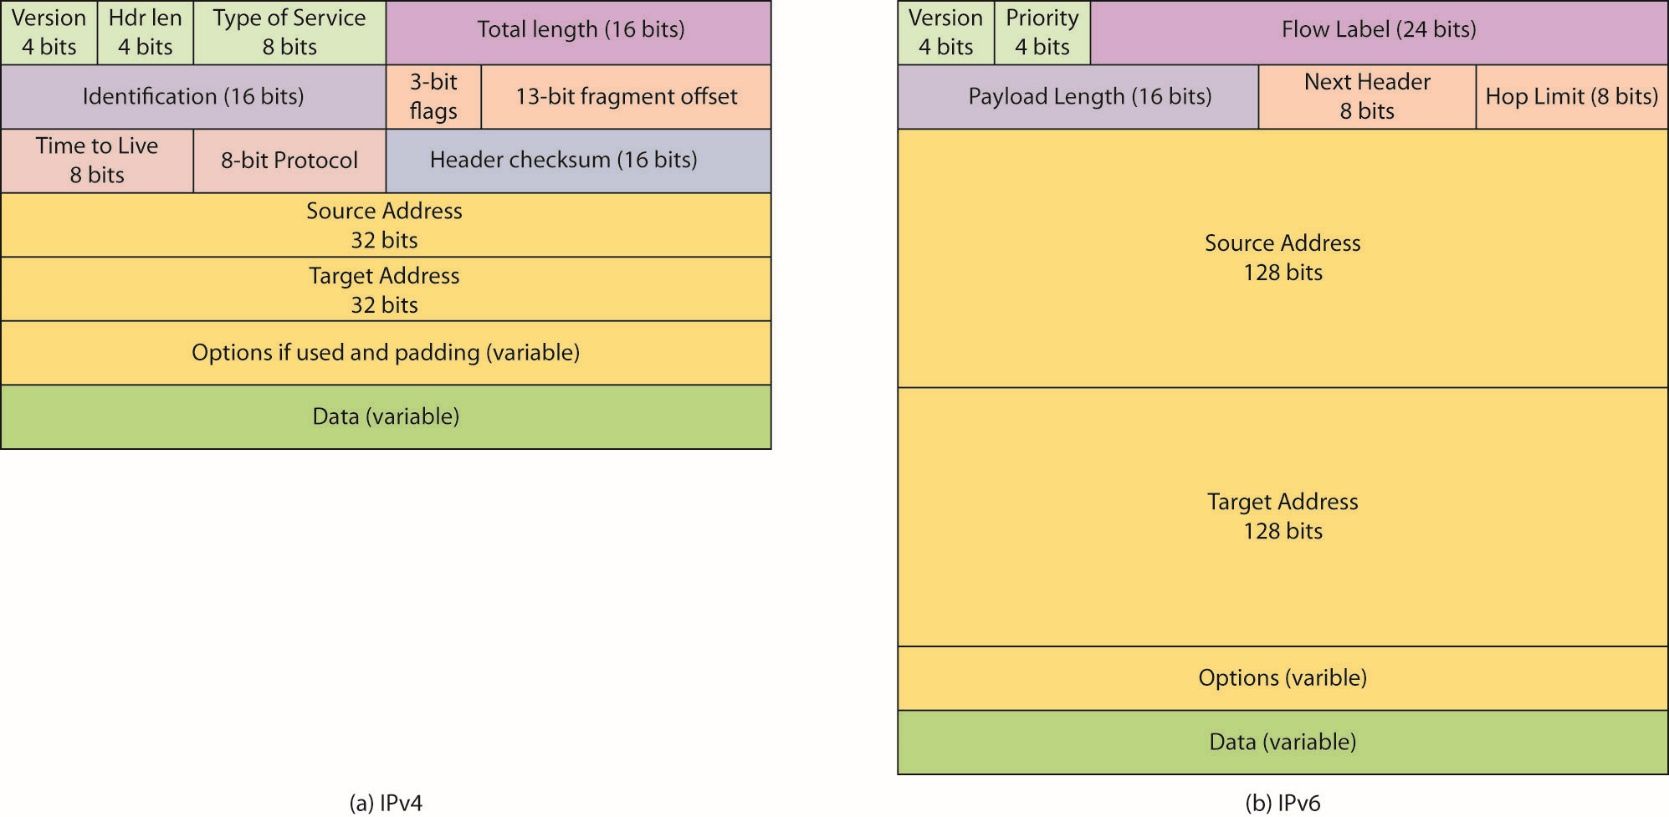 Version
4 bits
Hdr len
4 bits
Type of Service
8 bits
Total length (16 bits)
Identification (16 bits)
3-bit
flags
13-bit fragment offset
Time to Live
8 bits
8-bit Protocol
Header checksum (16 bits)
Source Address
32 bits
Target Address
32 bits
Options if used and padding (variable)
Data (variable)
(a) IPv4
Version
4 bits
Priority
4 bits
Flow Label (24 bits)
Payload Length (16 bits)
Next Header
8 bits
Hop Limit (8 bits)
Source Address
128 bits
Target Address
128 bits
Options (varible)
Data (variable)
(b) IPv6